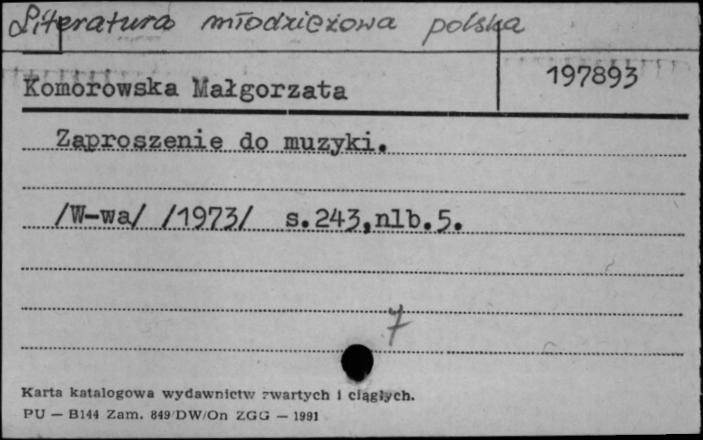 Literatura młodzieżowa polska
Komorowska Małgorzata
197893
Zaproszenie do muzyki.
/W-wa/ /1973/ s.243,nlb.5.
7
Karta katalogowa wydawnictw zwartych i ciągłych.
PU — B144 Zam. 849/DW/On ZGG — 1991